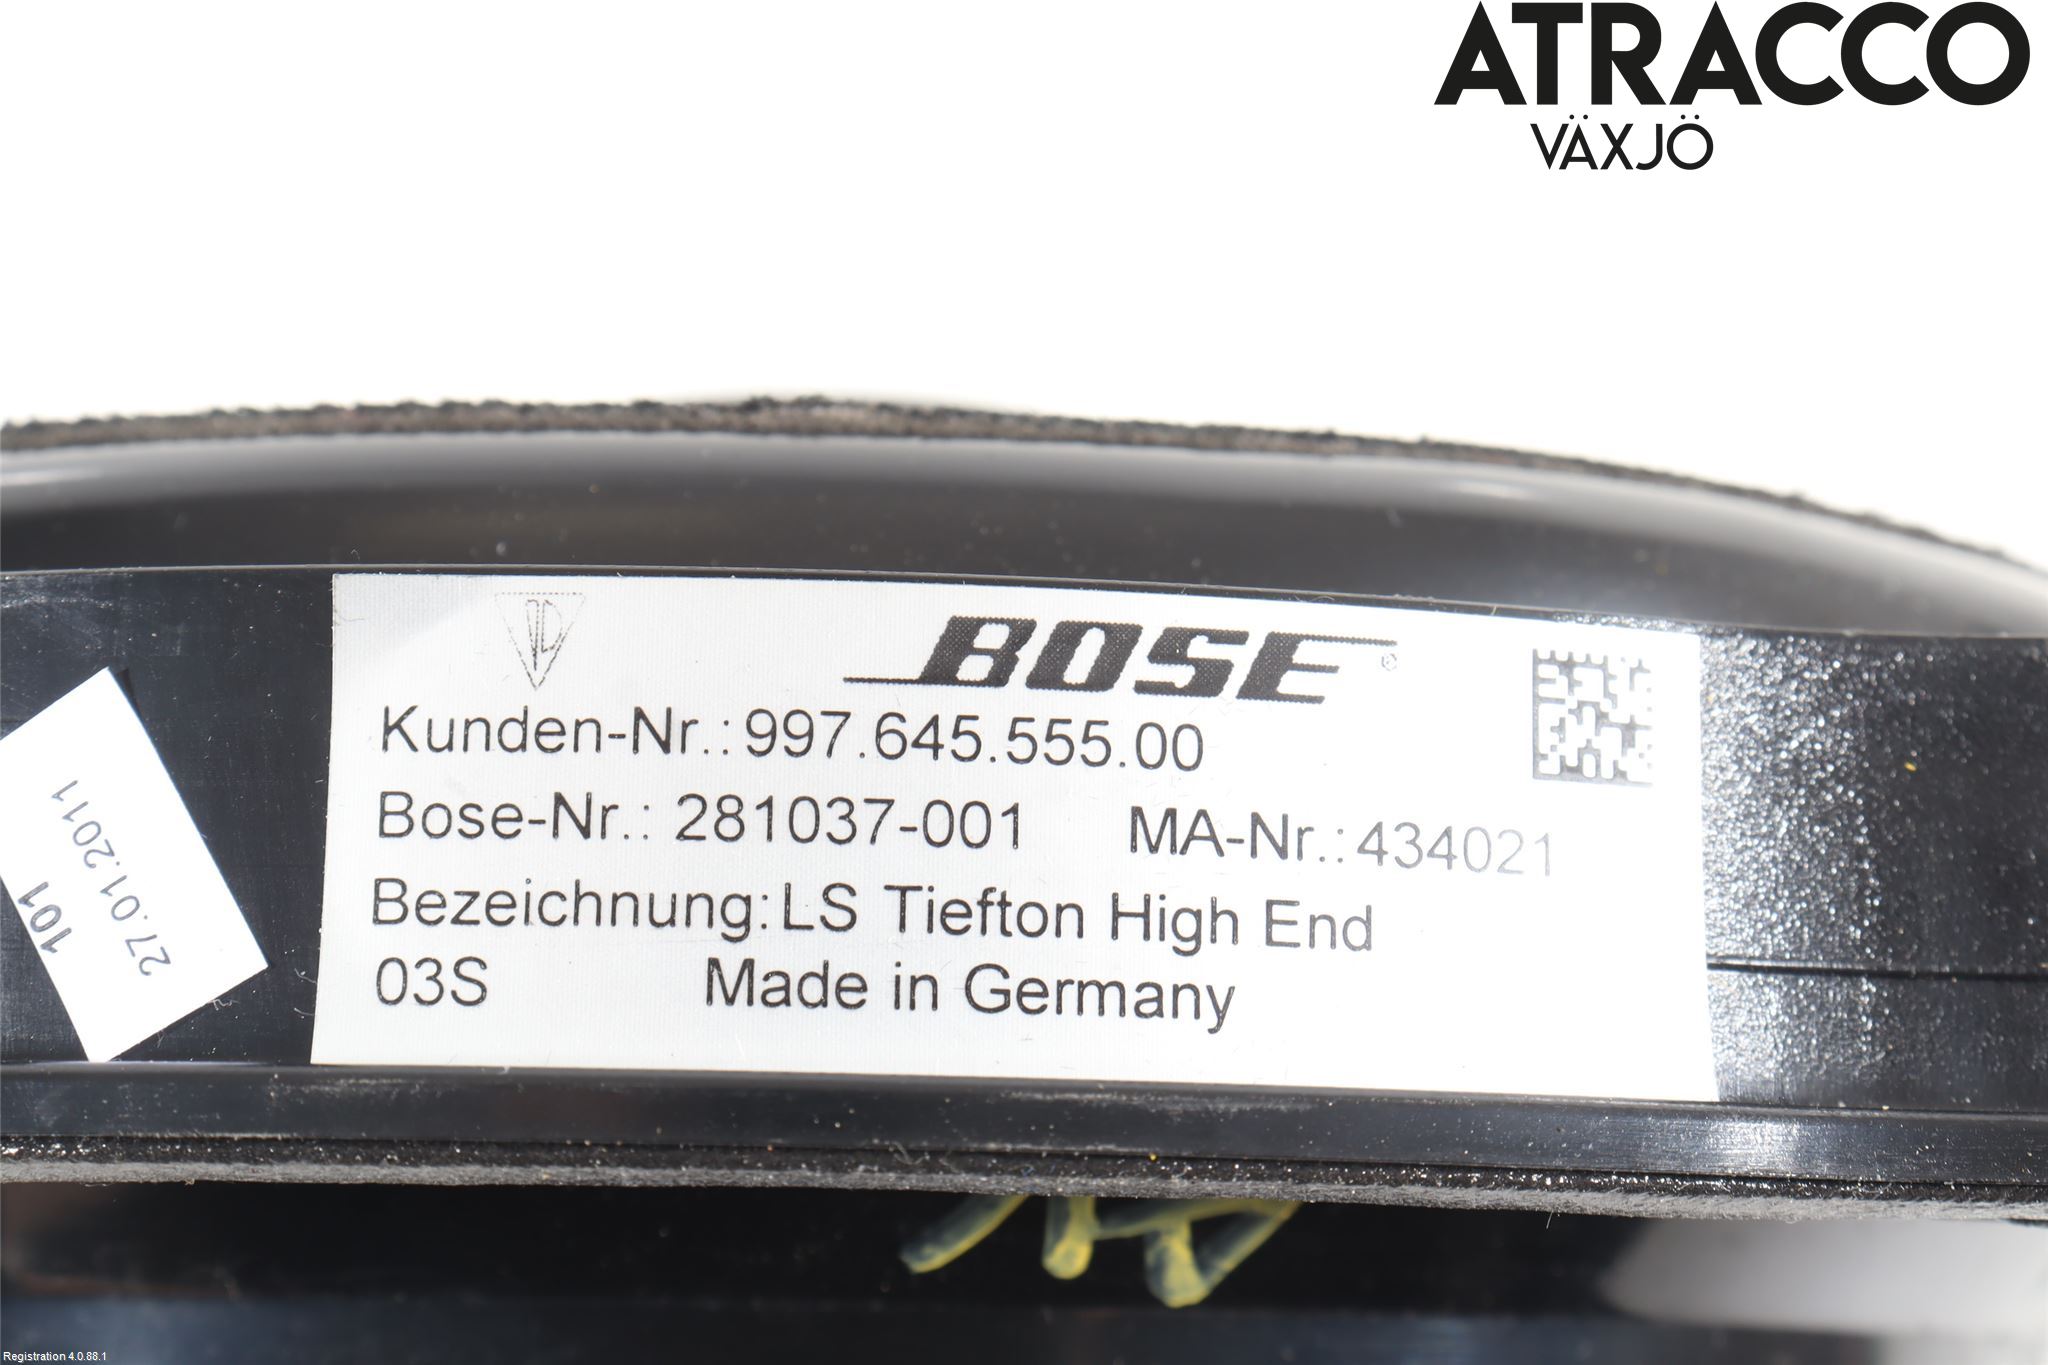 ATRACCO
VÄXJÖ
BOSE®
Kunden-Nr.: 997.645.555.00
Bose-Nr.: 281037-001 MA-Nr.: 434021
Bezeichnung: LS Tiefton High End
03S Made in Germany
101
27.01.2011
Registration 4.0.88.1